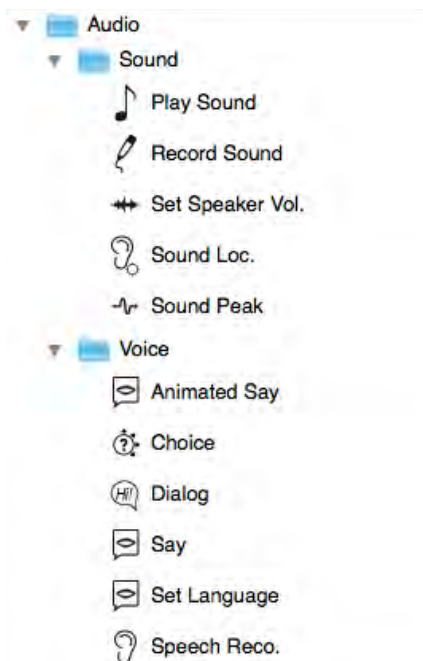 Audio
Sound
Play Sound
Record Sound
Set Speaker Vol.
Sound Loc.
Sound Peak
Voice
Animated Say
Choice
Hi! Dialog
Say
Set Language
Speech Reco.